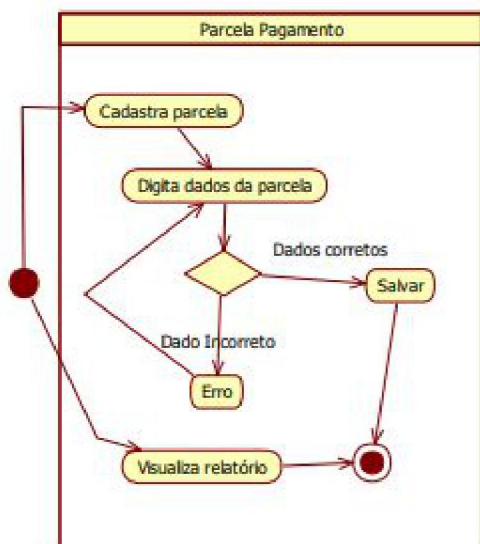 Parcela Pagamento
Cadastra parcela
Digita dados da parcela
Dados corretos
Salvar
Dado Incorreto
Erro
Visualiza relatório